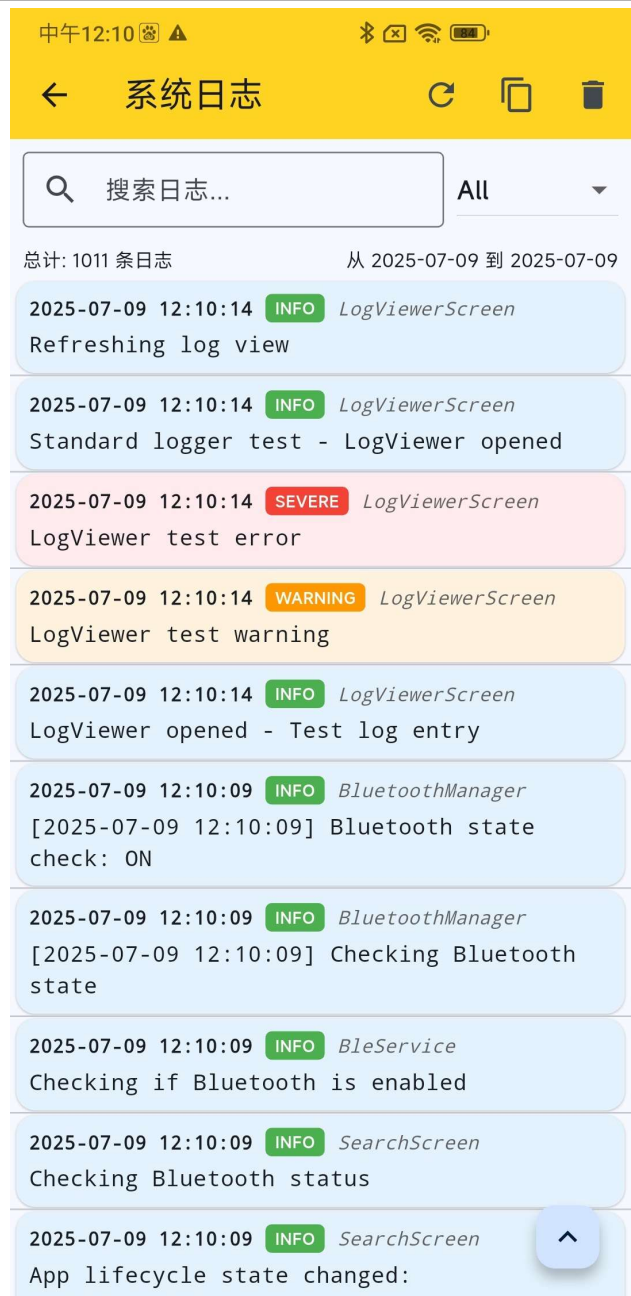 中午12:10
84
系统日志
搜索日志...
All
总计: 1011 条日志
从 2025-07-09 到 2025-07-09
2025-07-09 12:10:14 INFO LogViewerScreen
Refreshing log view
2025-07-09 12:10:14 INFO LogViewerScreen
Standard logger test - LogViewer opened
2025-07-09 12:10:14 SEVERE LogViewerScreen
LogViewer test error
2025-07-09 12:10:14 WARNING LogViewerScreen
LogViewer test warning
2025-07-09 12:10:14 INFO LogViewerScreen
LogViewer opened - Test log entry
2025-07-09 12:10:09 INFO BluetoothManager
[2025-07-09 12:10:09] Bluetooth state
check: ON
2025-07-09 12:10:09 INFO BluetoothManager
[2025-07-09 12:10:09] Checking Bluetooth
state
2025-07-09 12:10:09 INFO BleService
Checking if Bluetooth is enabled
2025-07-09 12:10:09 INFO SearchScreen
Checking Bluetooth status
2025-07-09 12:10:09 INFO SearchScreen
App lifecycle state changed: